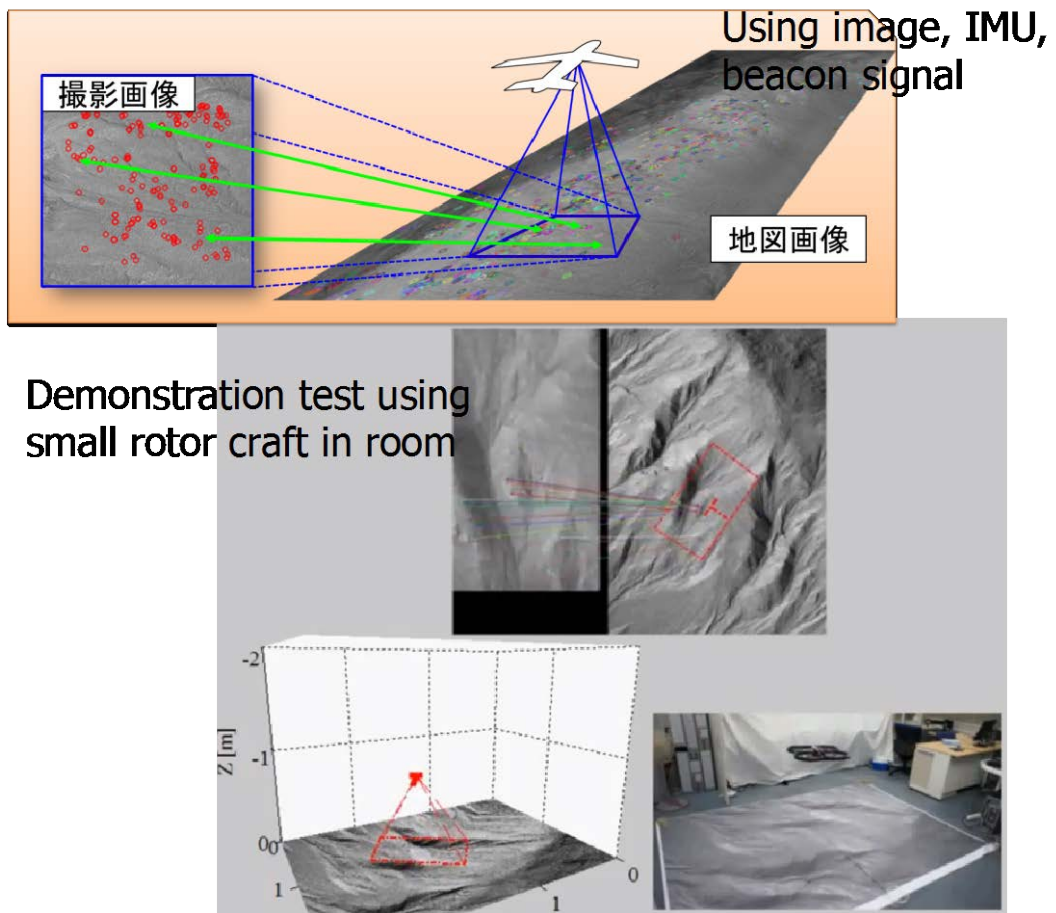 Using image, IMU,
beacon signal
撮影画像
地図画像
Demonstration test using
small rotor craft in room
-2
-1
Z [m]
0
0
1
1
0